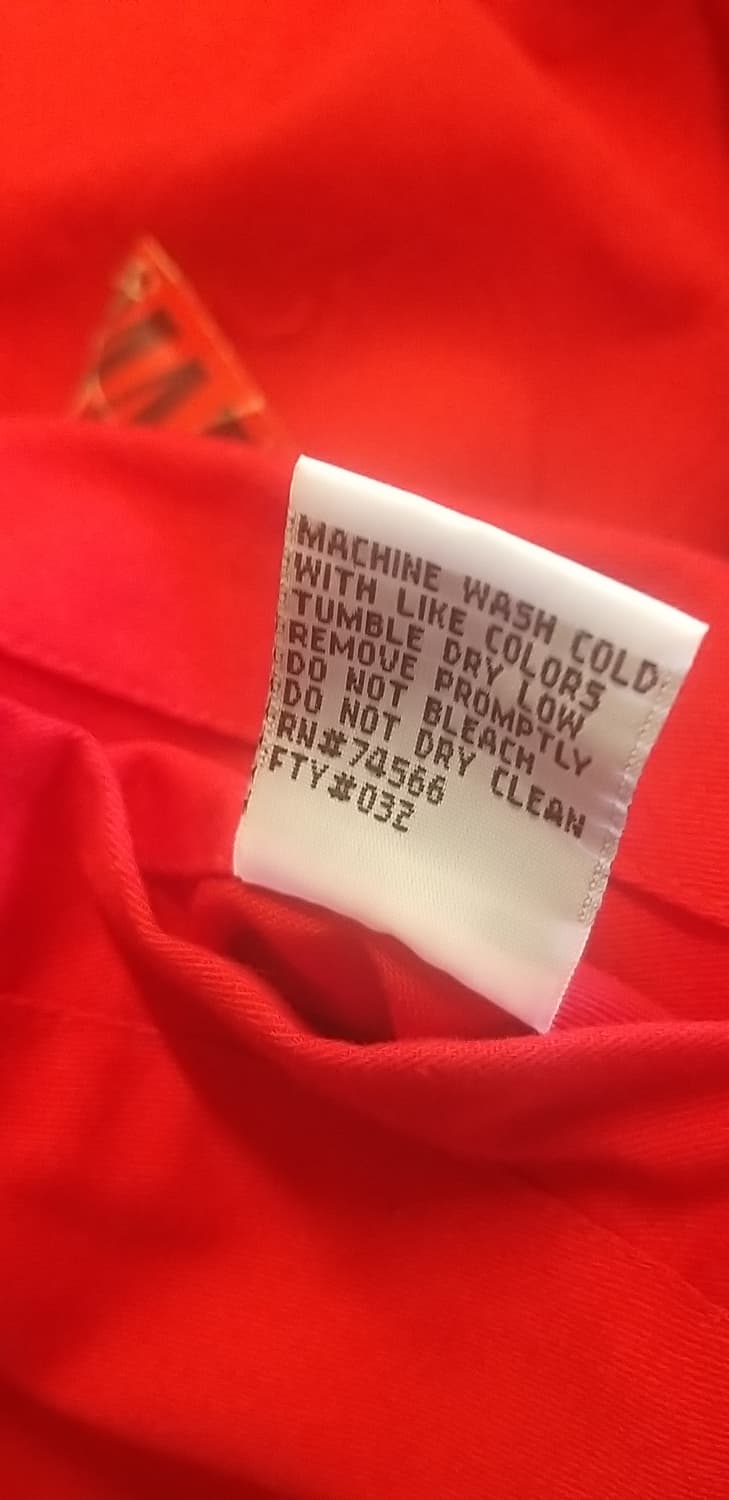 MACHINE WASH COLD
WITH LIKE COLORS
TUMBLE DRY LOW
REMOVE PROMPTLY
DO NOT BLEACH
DO NOT DRY CLEAN
RN#74566
FTY#032